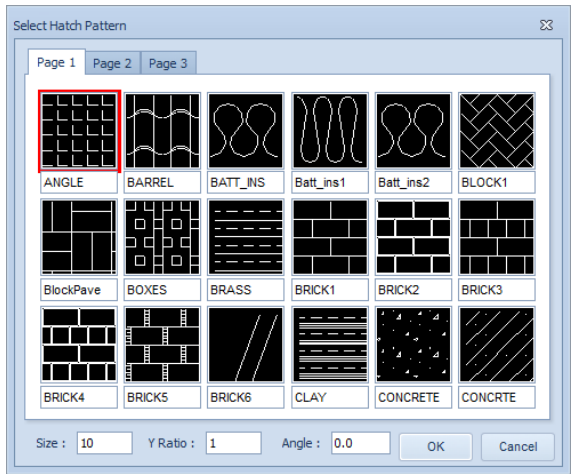 Select Hatch Pattern
Page 1 Page 2 Page 3
ANGLE BARREL BATT_INS Batt_ins1 Batt_ins2 BLOCK1
BlockPave BOXES BRASS BRICK1 BRICK2 BRICK3
BRICK4 BRICK5 BRICK6 CLAY CONCRETE CONCRTE
Size : 10 Y Ratio : 1 Angle : 0.0 OK Cancel